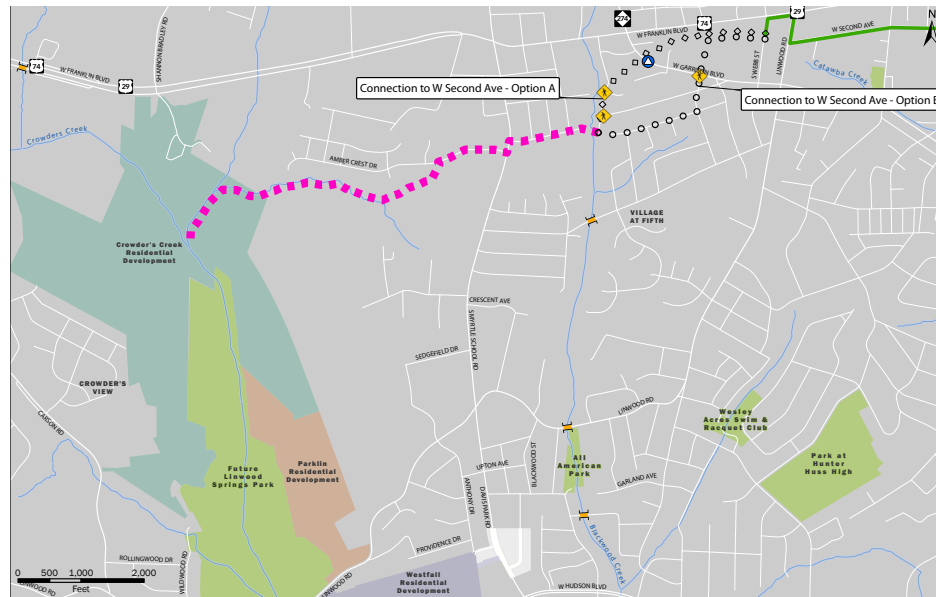 274
74
29
N
W FRANKLIN BLVD
W SECOND AVE
SHANNON BRADLEY RD
74
W FRANKLIN BLVD
29
S WEBB ST
LINWOOD RD
W GARRISON BLVD
Catawba Creek
Connection to W Second Ave - Option A
Connection to W Second Ave - Option B
Crowders Creek
AMBER CREST DR
VILLAGE
AT FIFTH
Crowder's Creek
Residential
Development
CRESCENT AVE
S MYRTLE SCHOOL RD
SEDGEFIELD DR
CROWDER'S
VIEW
CARSON RD
LINWOOD RD
Wesley
Acres Swim &
Racquet Club
Future
Linwood
Springs Park
Parklin
Residential
Development
UPTON AVE
BLACKWOOD ST
All
American
Park
GARLAND AVE
Park at
Hunter
Huss High
ANTHONY DR
DAVIS PARK RD
PROVIDENCE DR
Blackwood Creek
ROLLINGWOOD DR
WILDWOOD RD
LINWOOD RD
LINWOOD RD
Westfall
Residential
Development
W HUDSON BLVD
0 500 1,000 2,000
Feet